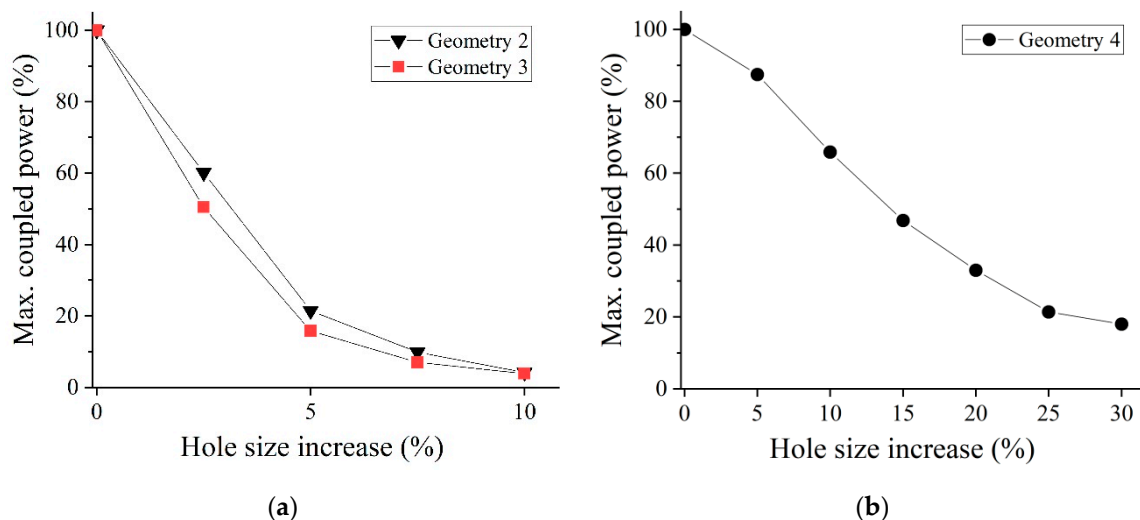 Max. coupled power (%)
100
80
60
40
20
0
Geometry 2
Geometry 3
0 5 10
Hole size increase (%)
(a)
Max. coupled power (%)
100
80
60
40
20
0
Geometry 4
0 5 10 15 20 25 30
Hole size increase (%)
(b)